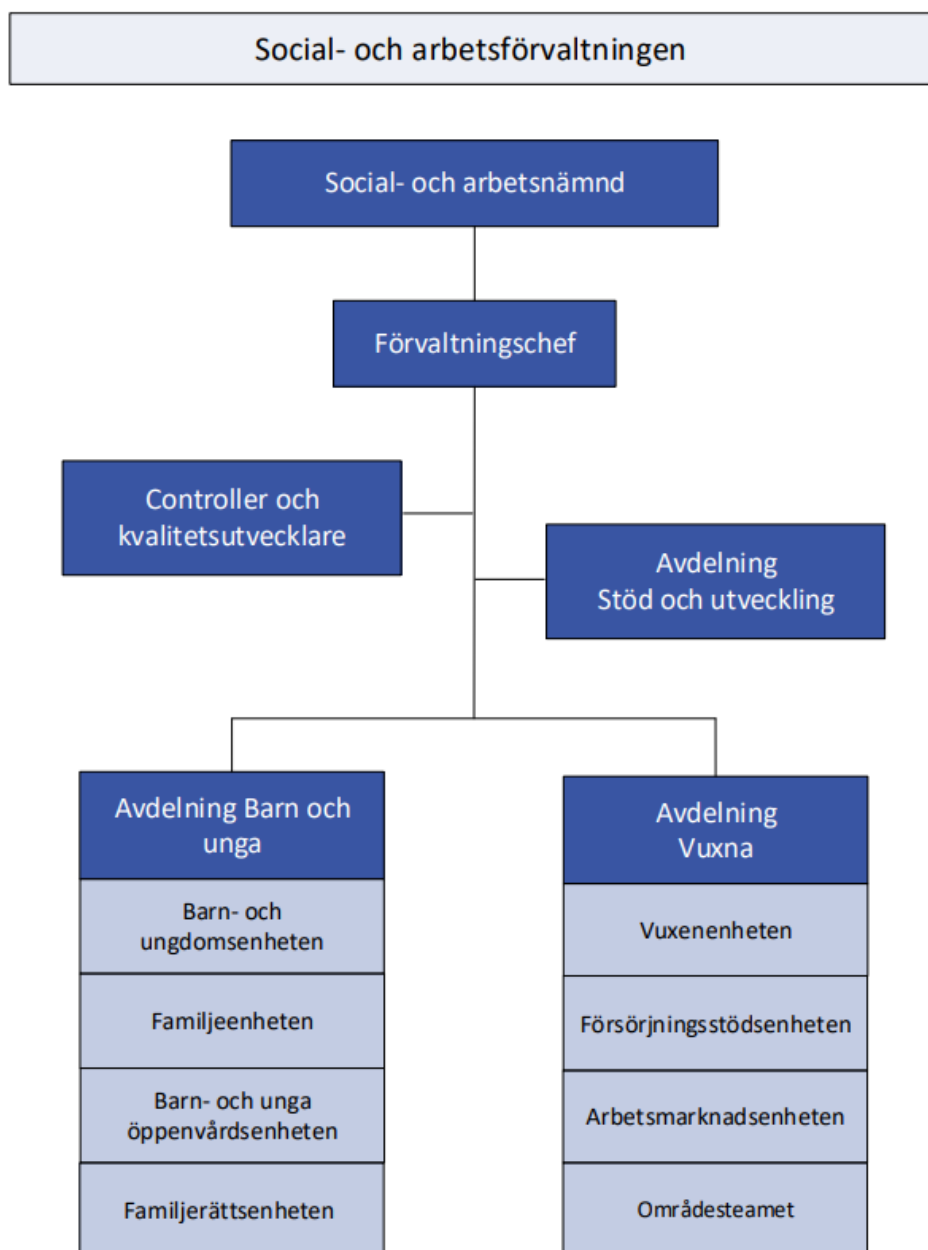 Social- och arbetsförvaltningen
Social- och arbetsnämnd
Förvaltningschef
Controller och
kvalitetsutvecklare
Avdelning
Stöd och utveckling
Avdelning Barn och
unga
Barn- och
ungdomsenheten
Familjeenheten
Barn- och unga
öppenvårdsenheten
Familjerättsenheten
Avdelning
Vuxna
Vuxenenheten
Försörjningsstödsenheten
Arbetsmarknadsenheten
Områdesteamet